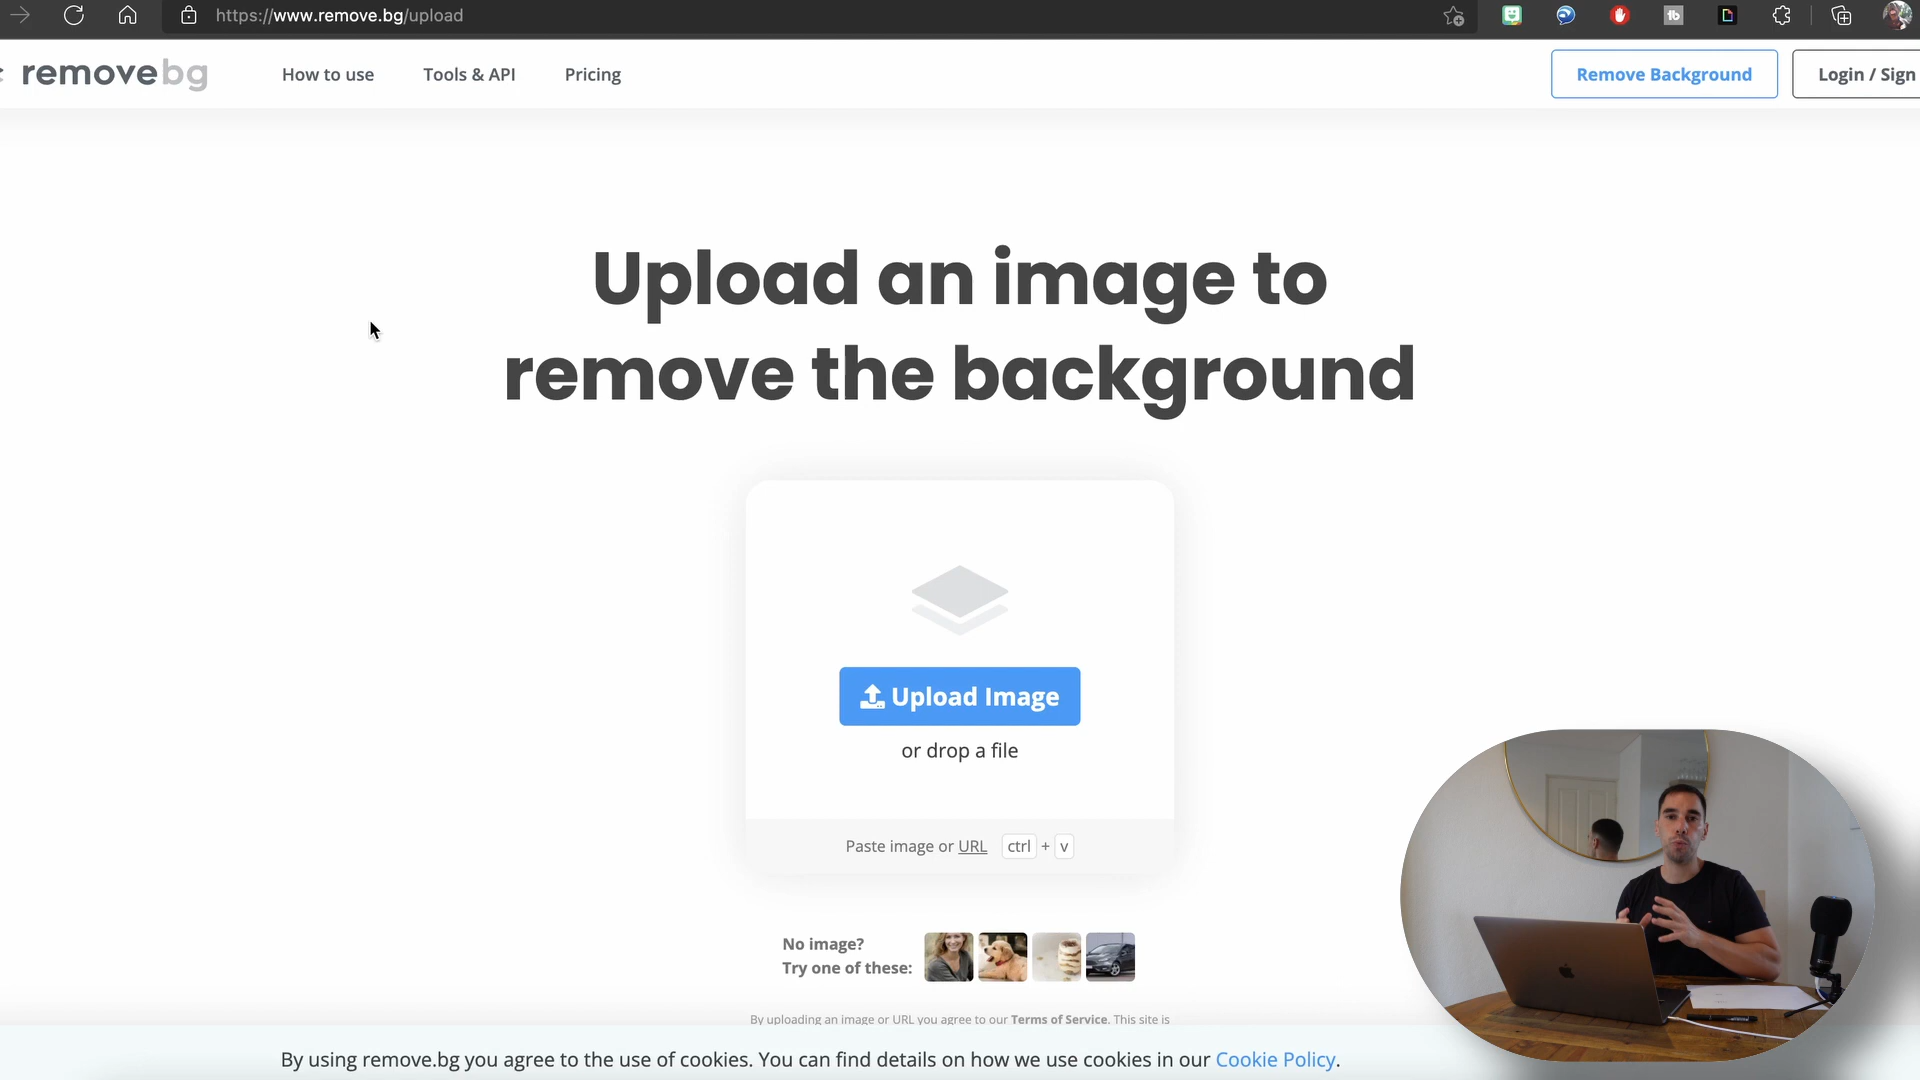 https://www.remove.bg/upload
tb
removebg
How to use
Tools & API
Pricing
Remove Background
Login / Sign
Upload an image to
remove the background
Upload Image
or drop a file
Paste image or URL ctrl + v
No image?
Try one of these:
By uploading an image or URL you agree to our Terms of Service. This site is
By using remove.bg you agree to the use of cookies. You can find details on how we use cookies in our Cookie Policy.